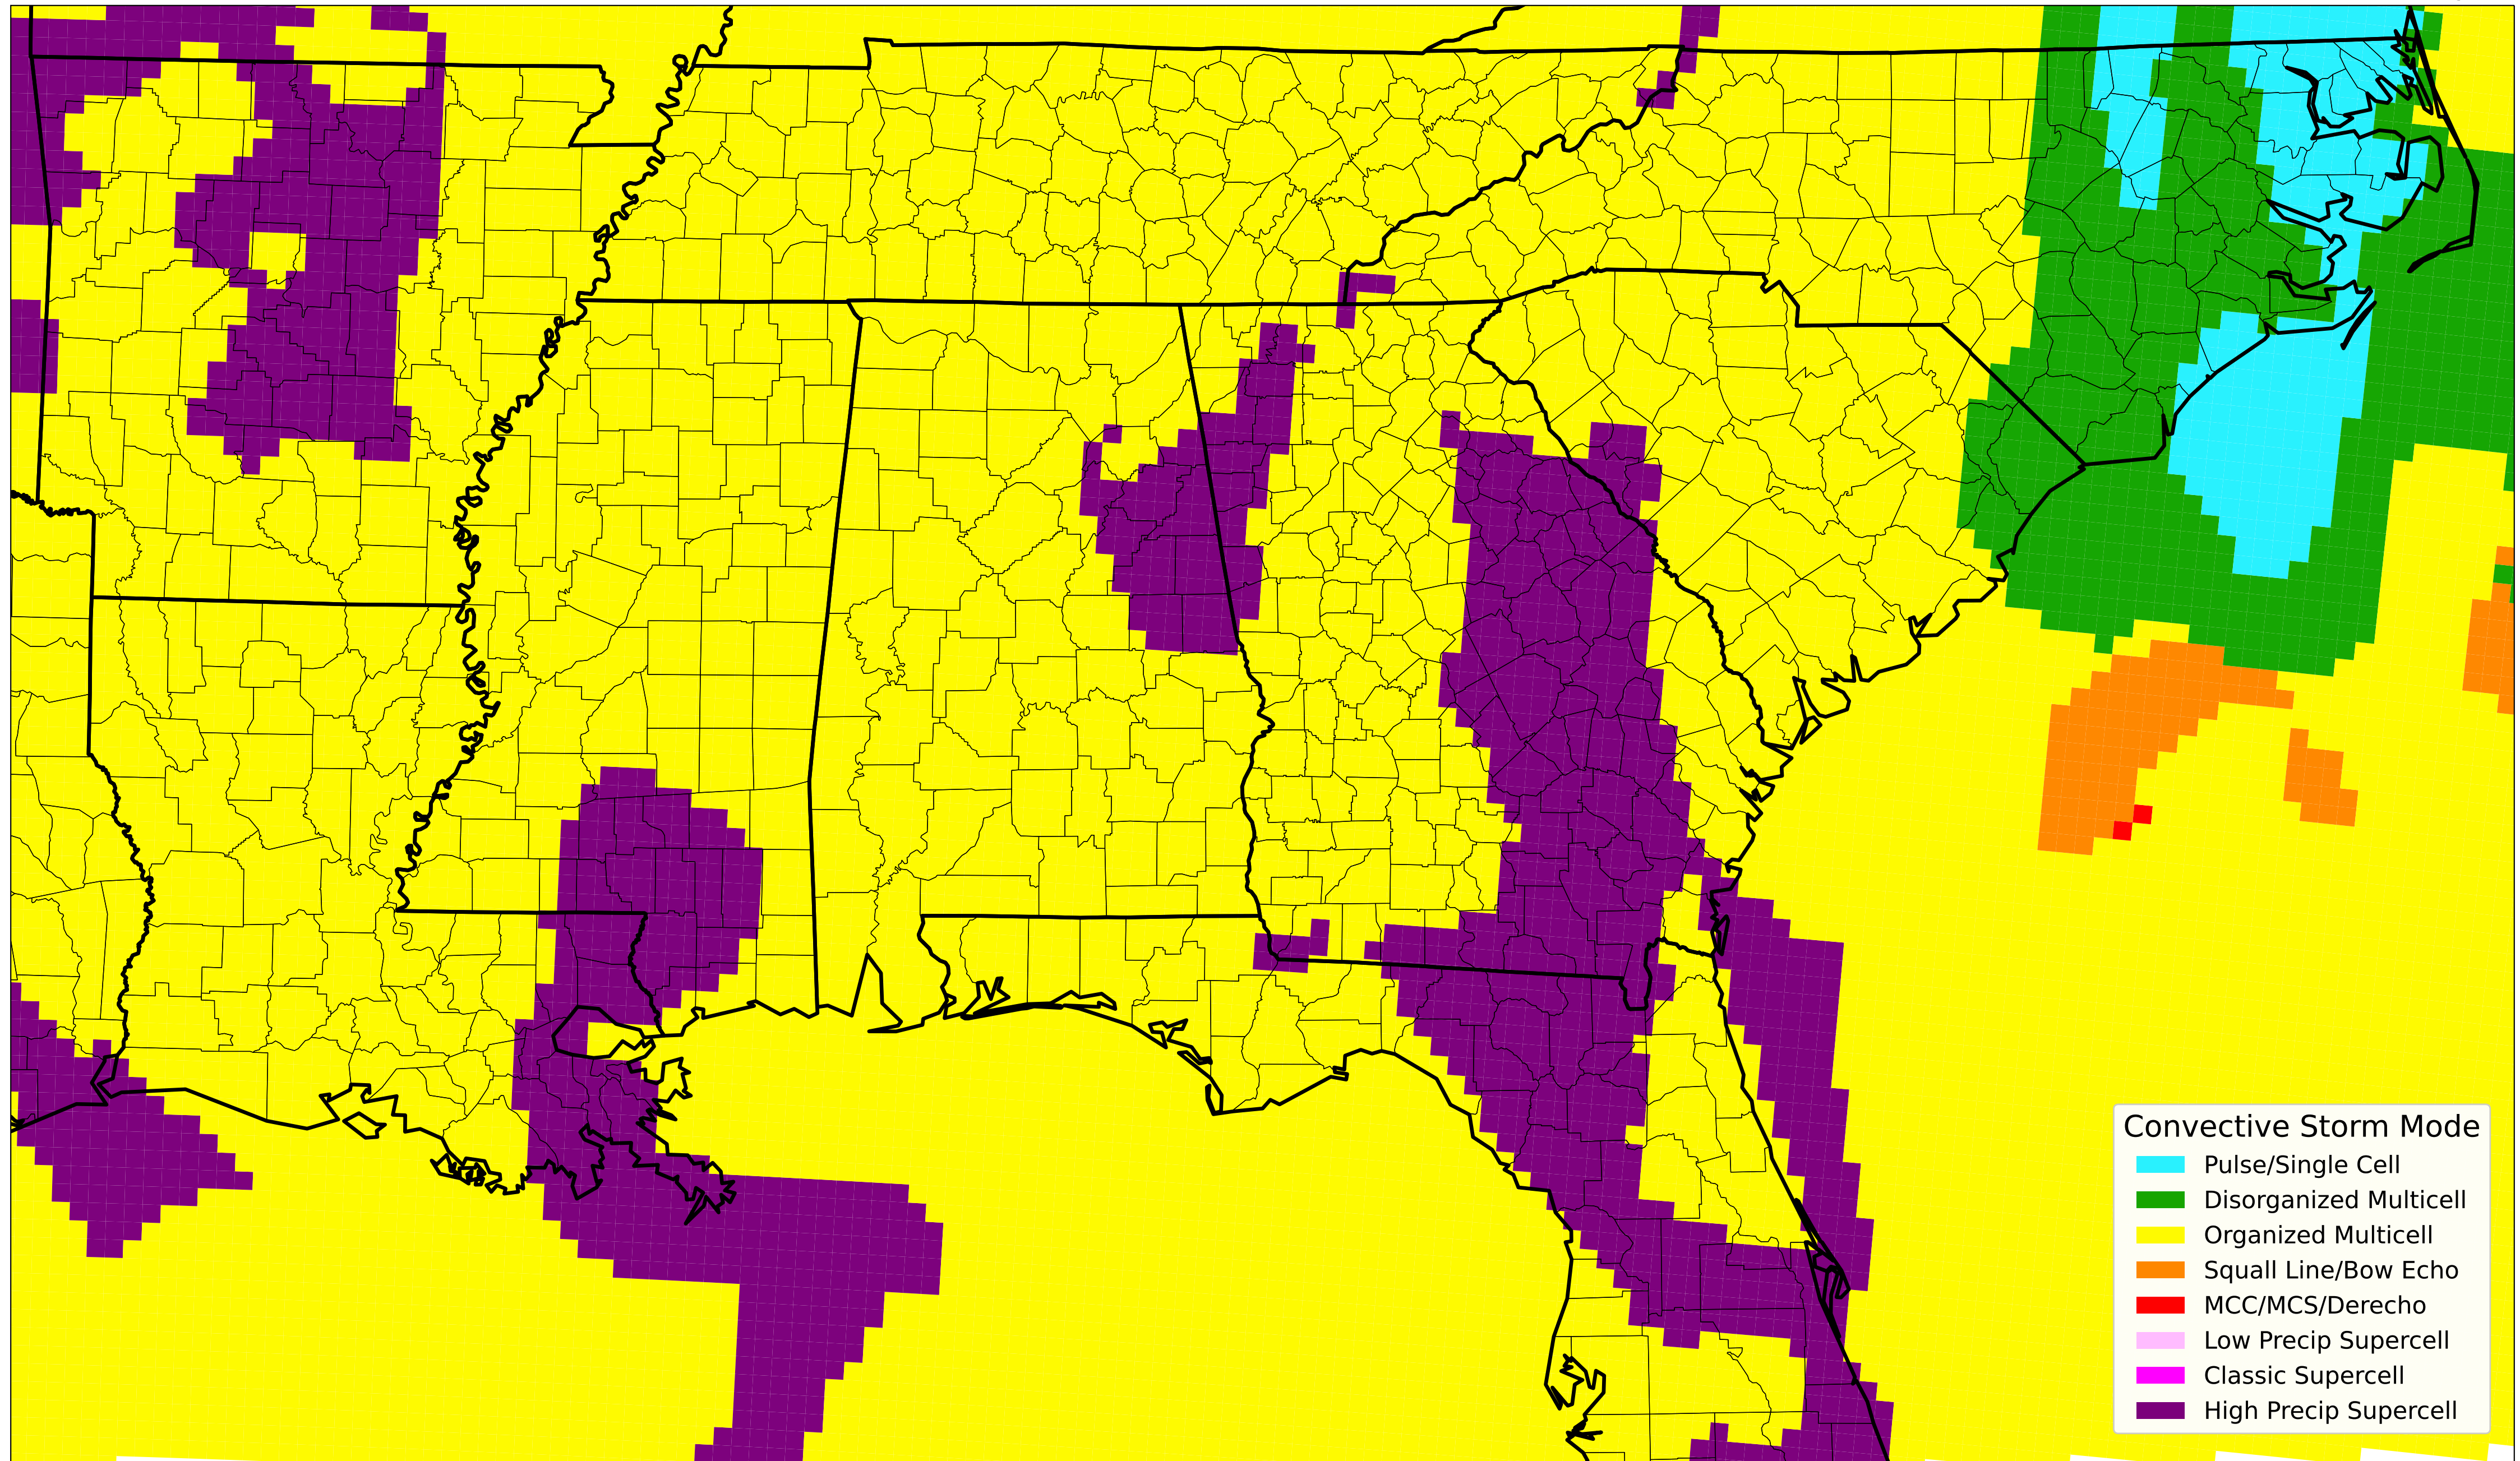 Convective Storm Mode
Pulse/Single Cell
Disorganized Multicell
Organized Multicell
Squall Line/Bow Echo
MCC/MCS/Derecho
Low Precip Supercell
Classic Supercell
High Precip Supercell